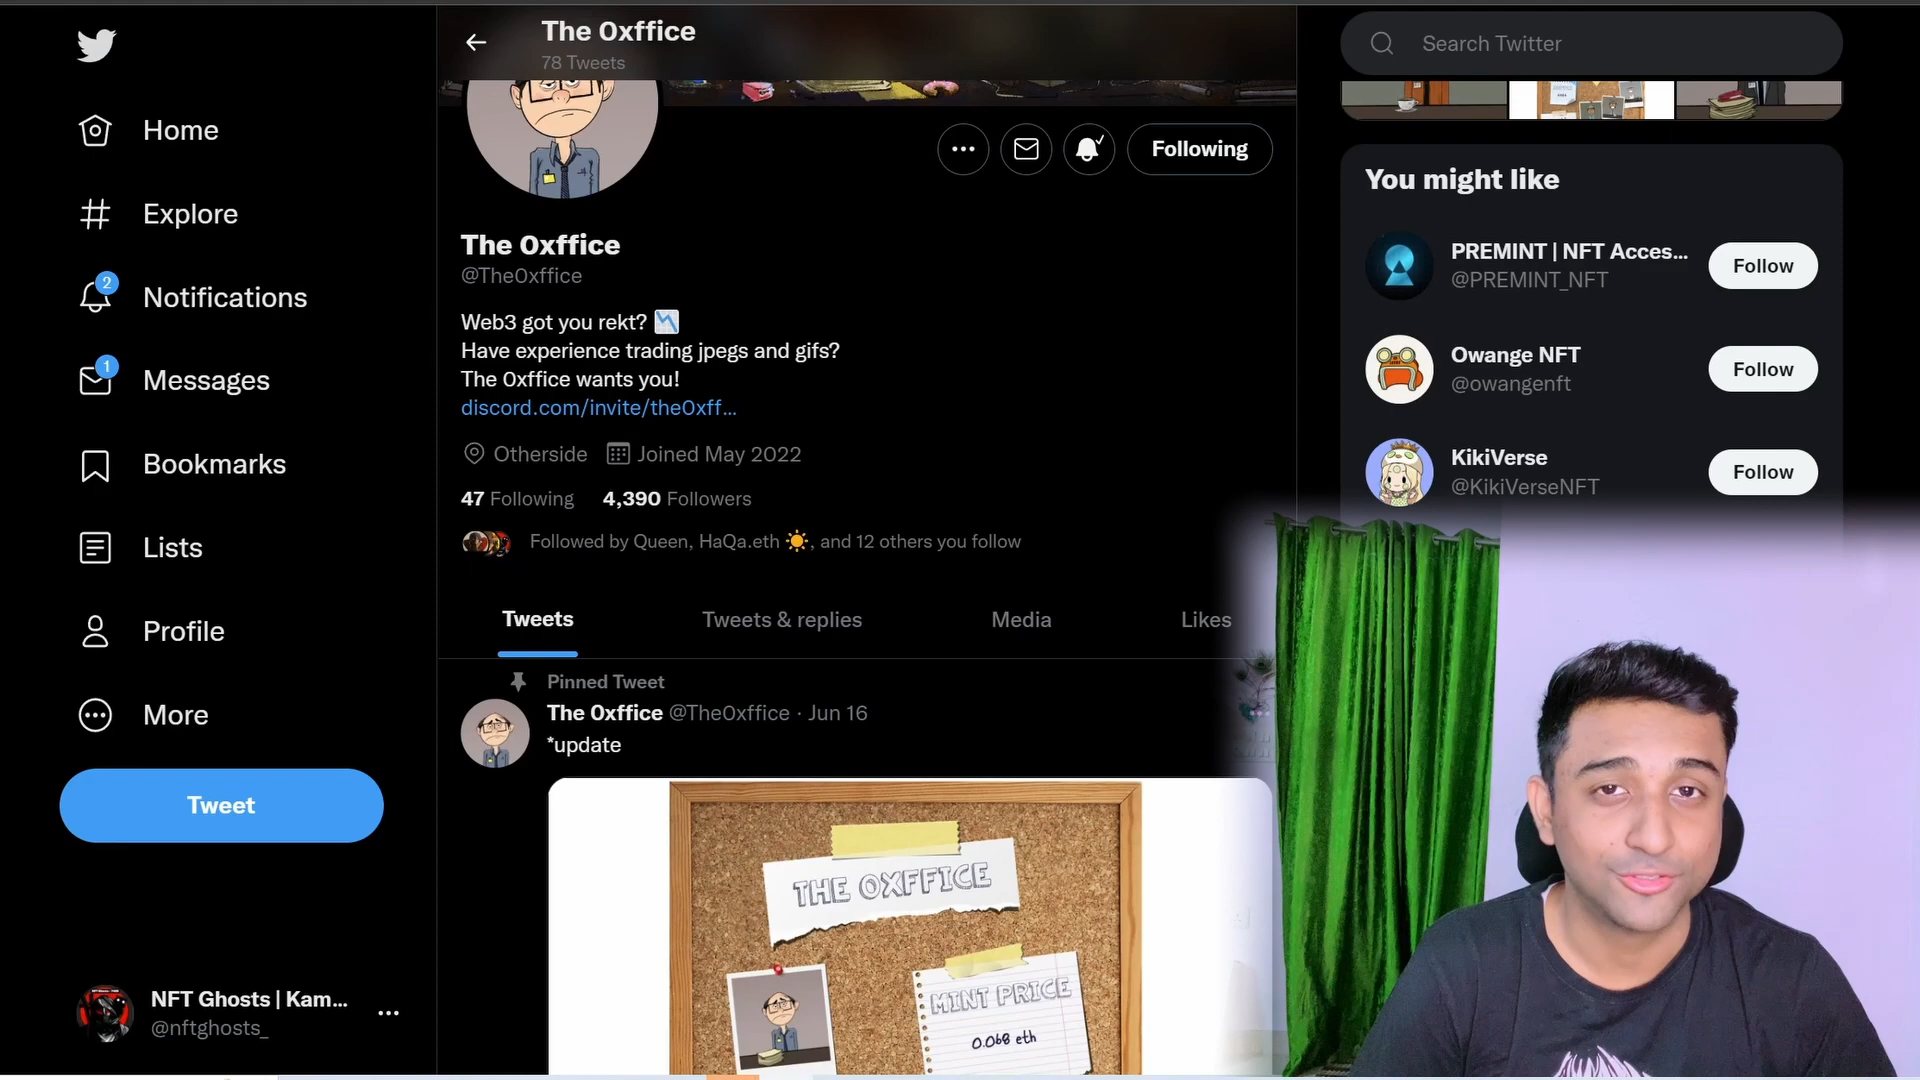 The Oxffice
78 Tweets
Search Twitter
Home
Explore
2
Notifications
1
Messages
Bookmarks
Lists
Profile
More
Tweet
NFT Ghosts | Kam...
@nftghosts_
Following
The Oxffice
@TheOxffice
Web3 got you rekt?
Have experience trading jpegs and gifs?
The Oxffice wants you!
discord.com/invite/the0xff...
Otherside Joined May 2022
47 Following 4,390 Followers
Followed by Queen, HaQa.eth ☀️, and 12 others you follow
Tweets Tweets & replies Media Likes
Pinned Tweet
The Oxffice @TheOxffice · Jun 16
*update
THE OXFFICE
MINT PRICE
0.068 eth
You might like
PREMINT | NFT Acces...
@PREMINT_NFT
Follow
Owange NFT
@owangenft
Follow
KikiVerse
@KikiVerseNFT
Follow